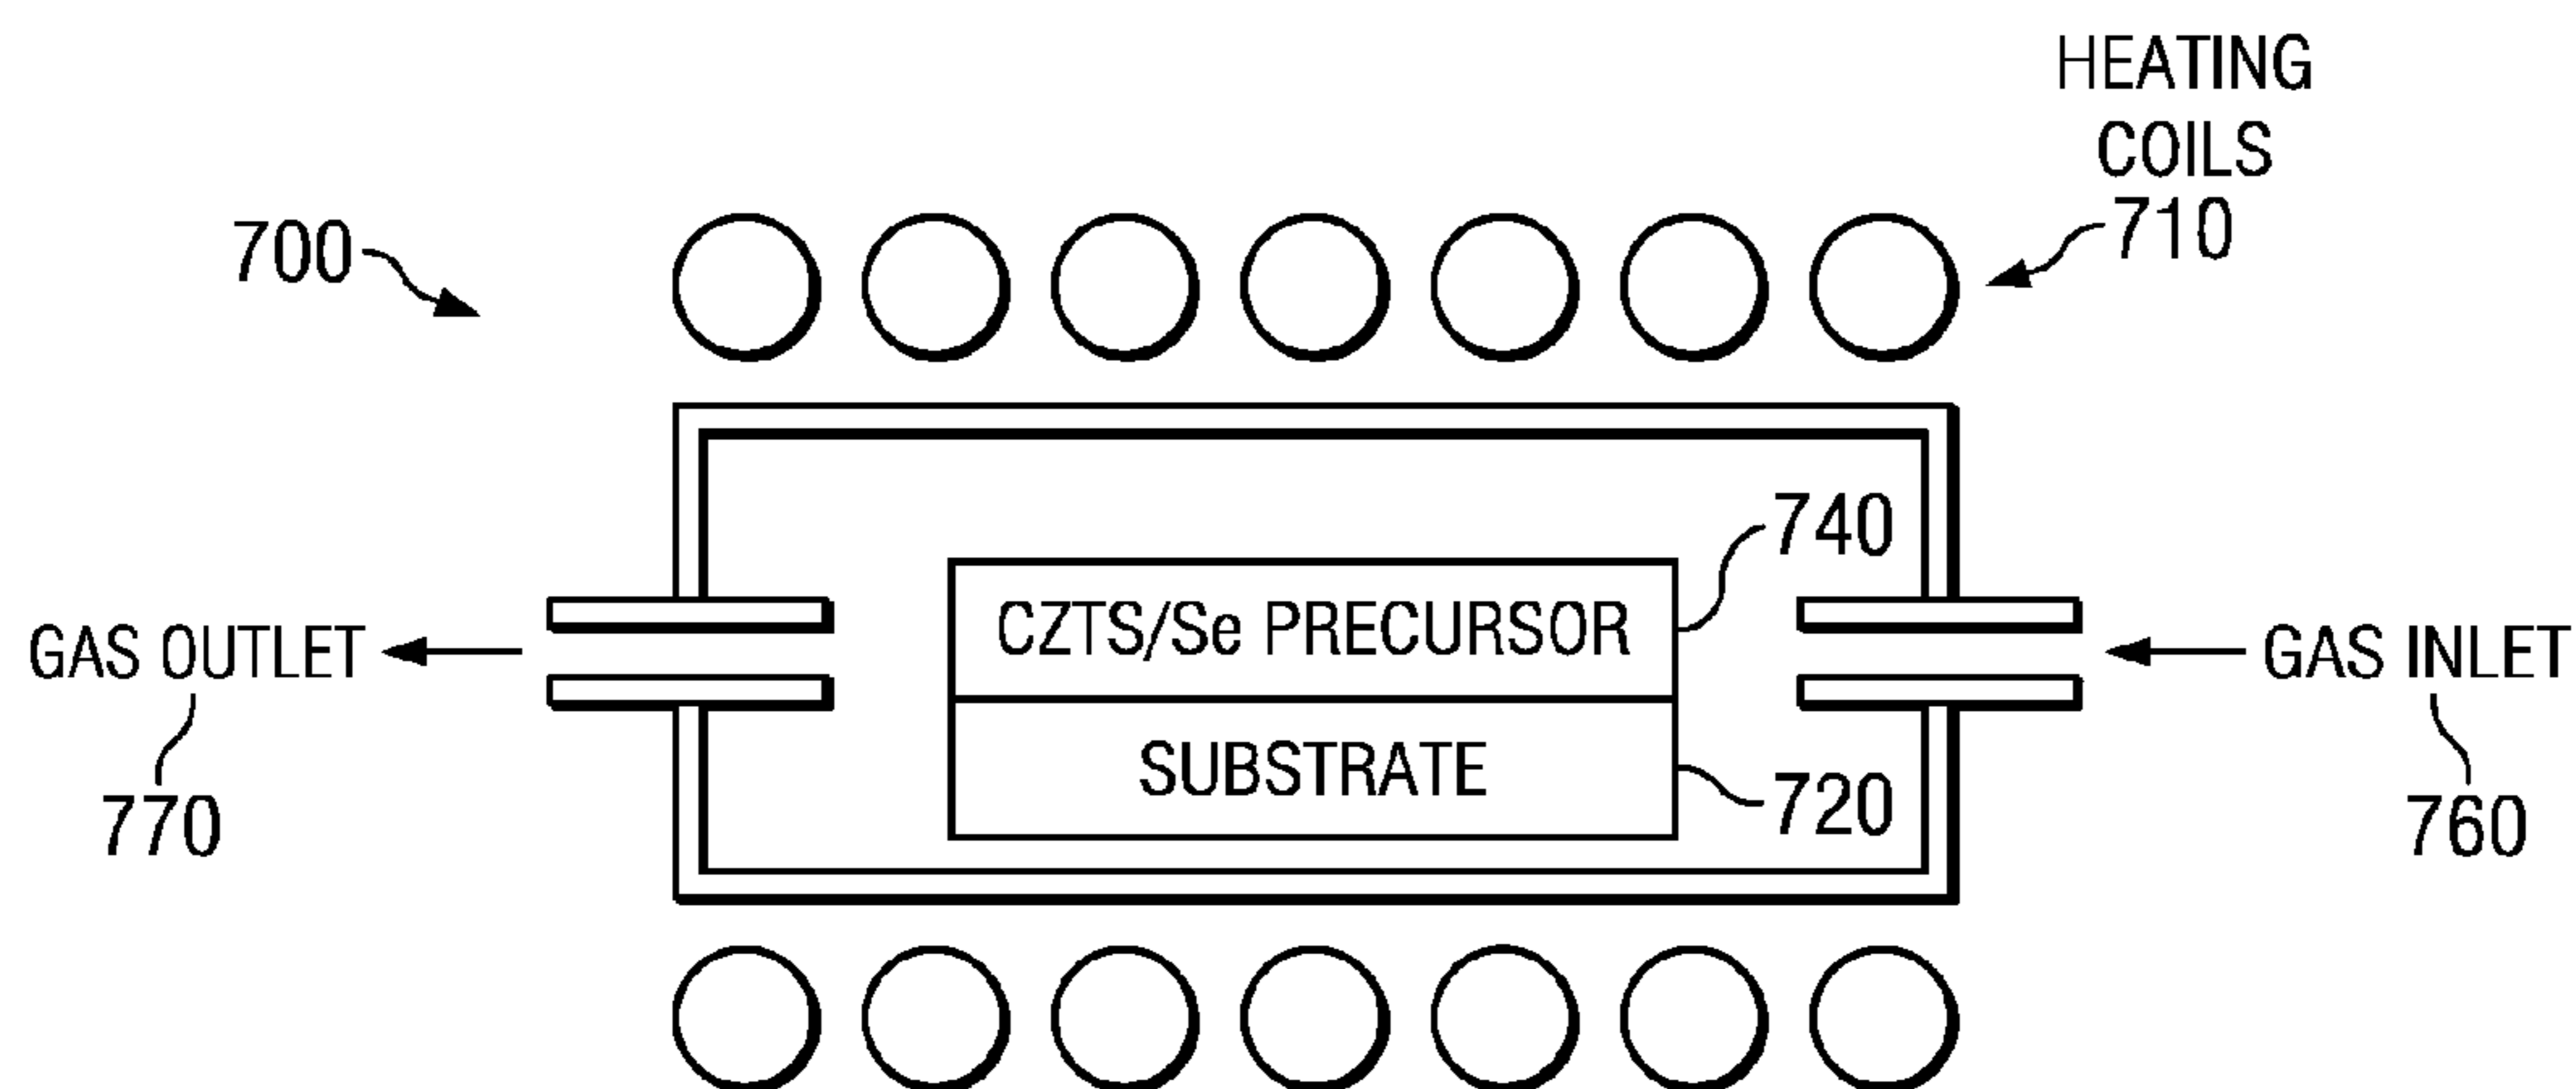 HEATING
COILS
710
700
740
CZTS/Se PRECURSOR
GAS OUTLET
GAS INLET
SUBSTRATE
720
770
760